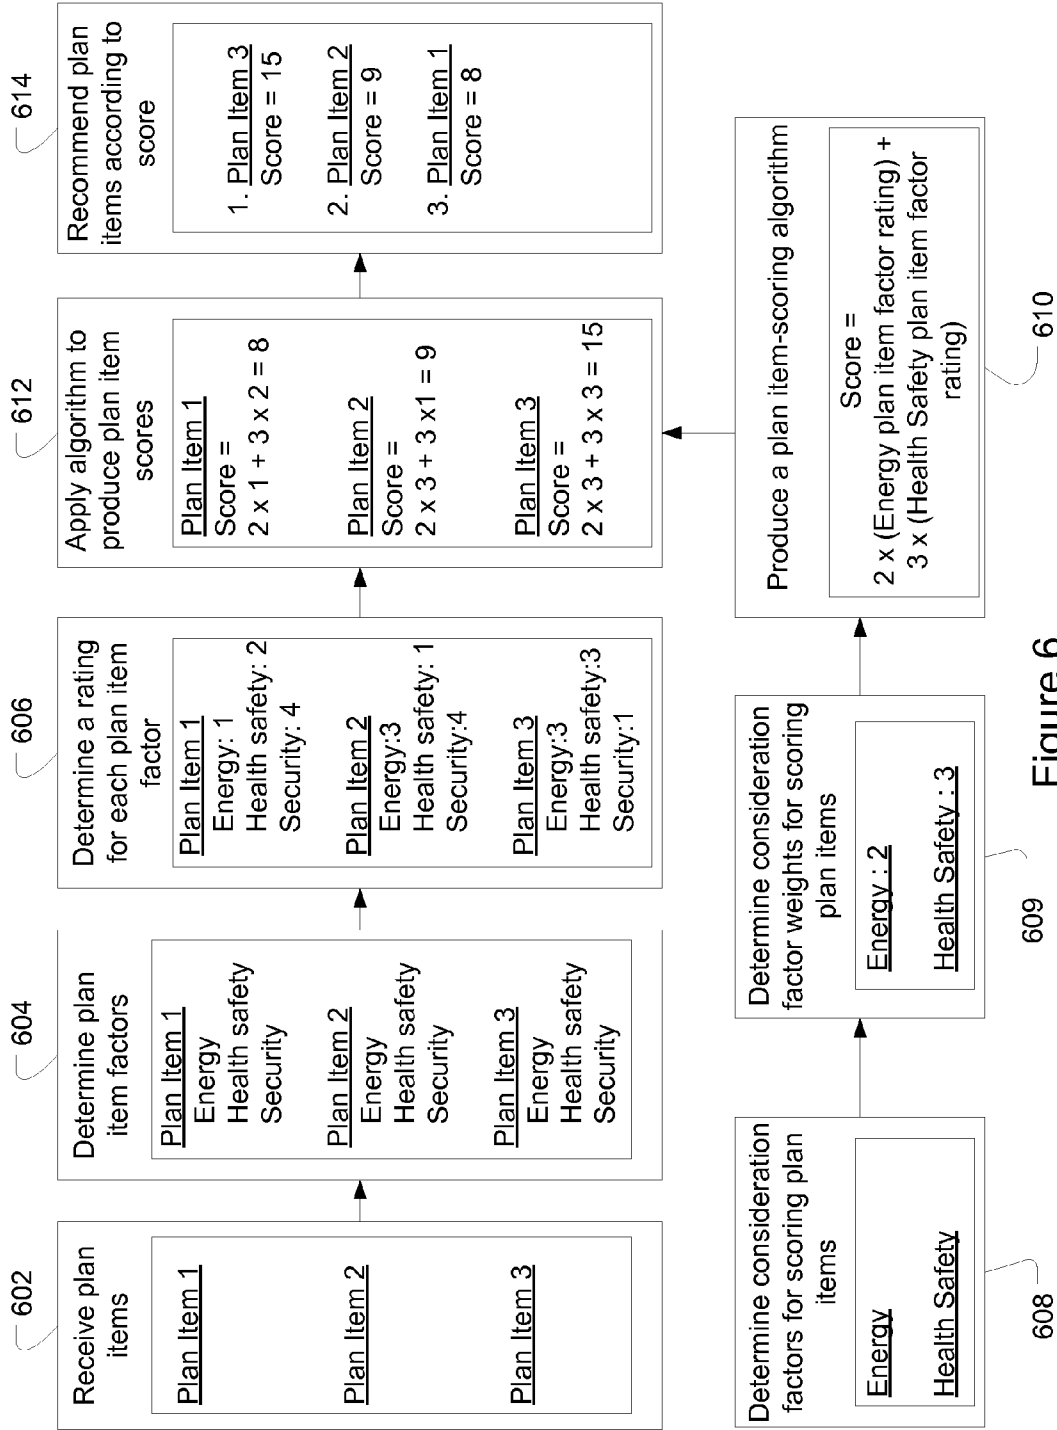 602
Receive plan
items
Plan Item 1
Plan Item 2
Plan Item 3
604
Determine plan
item factors
Plan Item 1
Energy
Health safety
Security
Plan Item 2
Energy
Health safety
Security
Plan Item 3
Energy
Health safety
Security
606
Determine a rating
for each plan item
factor
Plan Item 1
Energy: 1
Health safety: 2
Security: 4
Plan Item 2
Energy:3
Health safety: 1
Security:4
Plan Item 3
Energy:3
Health safety:3
Security:1
612
Apply algorithm to
produce plan item
scores
Plan Item 1
Score =
2 x 1 + 3 x 2 = 8
Plan Item 2
Score =
2 x 3 + 3 x1 = 9
Plan Item 3
Score =
2 x 3 + 3 x 3 = 15
614
Recommend plan
items according to
score
1. Plan Item 3
Score = 15
2. Plan Item 2
Score = 9
3. Plan Item 1
Score = 8
Determine consideration
factors for scoring plan
items
Energy
Health Safety
608
Determine consideration
factor weights for scoring
plan items
Energy : 2
Health Safety : 3
609
Produce a plan item-scoring algorithm
Score =
2 x (Energy plan item factor rating) +
3 x (Health Safety plan item factor
rating)
610
Figure 6